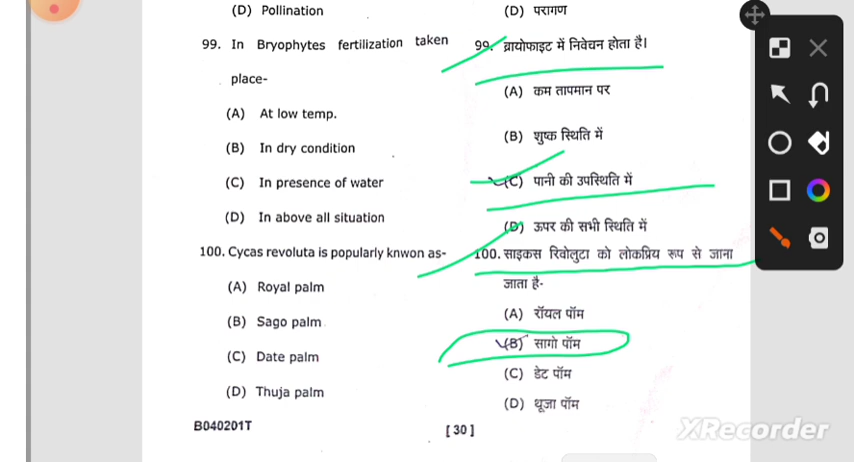 (D) Pollination
99. In Bryophytes fertilization taken
place-
(A) At low temp.
(B) In dry condition
(C) In presence of water
(D) In above all situation
100. Cycas revoluta is popularly knwon as-
(A) Royal palm
(B) Sago palm
(C) Date palm
(D) Thuja palm
B040201T
(D) परागण
99. ब्रायोफाइट में निषेचन होता है।
(A) कम तापमान पर
(B) शुष्क स्थिति में
(C) पानी की उपस्थिति में
(D) ऊपर की सभी स्थिति में
100. साइकस रिवोलुटा को लोकप्रिय रूप से जाना
जाता है-
(A) रॉयल पॉम
(B) सागो पॉम
(C) डेट पॉम
(D) थूजा पॉम
[ 30 ]
XRecorder